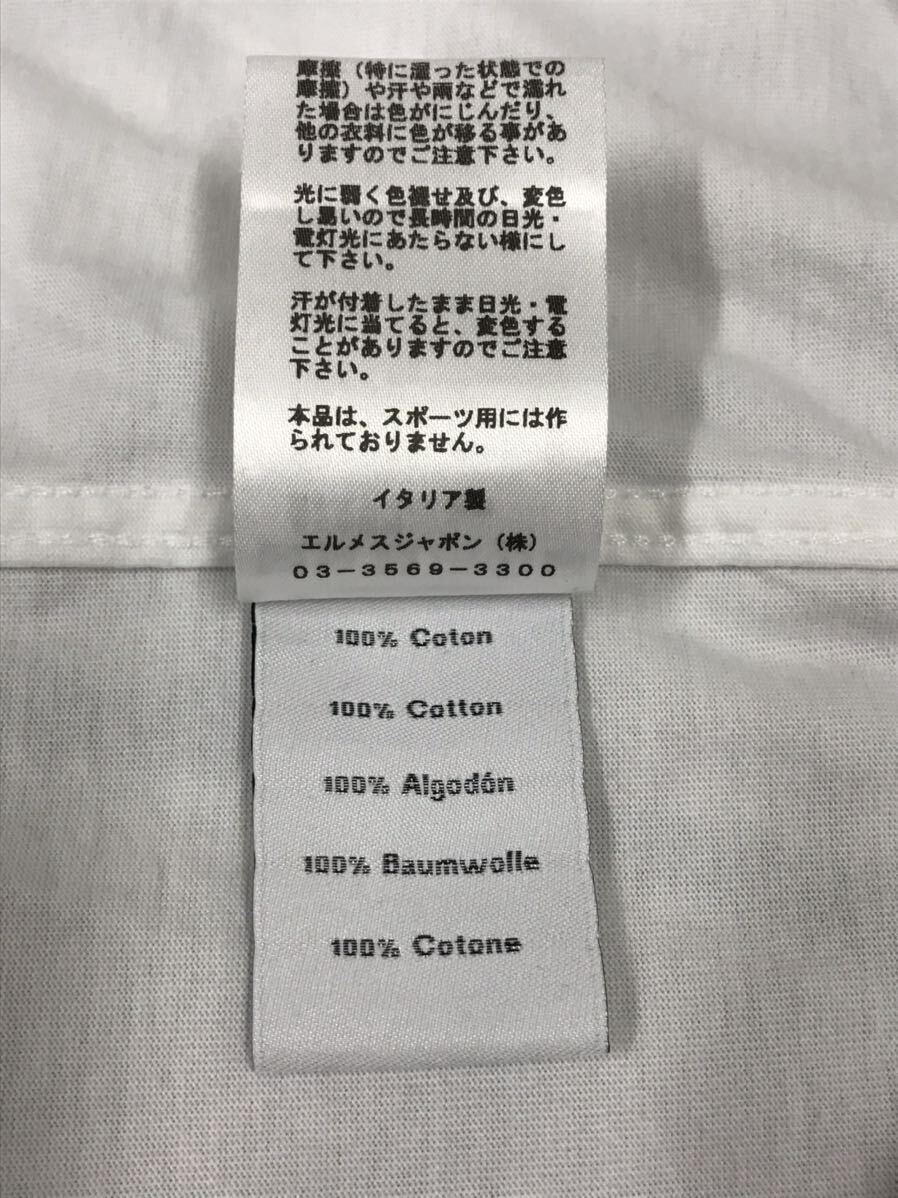 摩擦（特に湿った状態での
摩擦）や汗や雨などで濡れ
た場合は色がにじんだり、
他の衣料に色が移る事があ
りますのでご注意下さい。
光に弱く色褪せ及び、変色
し易いので長時間の日光・
電灯光にあたらない様にし
て下さい。
汗が付着したまま日光・電
灯光に当てると、変色する
ことがありますのでご注意
下さい。
本品は、スポーツ用には作
られておりません。
イタリア製
エルメスジャポン（株）
03-3569-3300
100% Coton
100% Cotton
100% Algodón
100% Baumwolle
100% Cotone